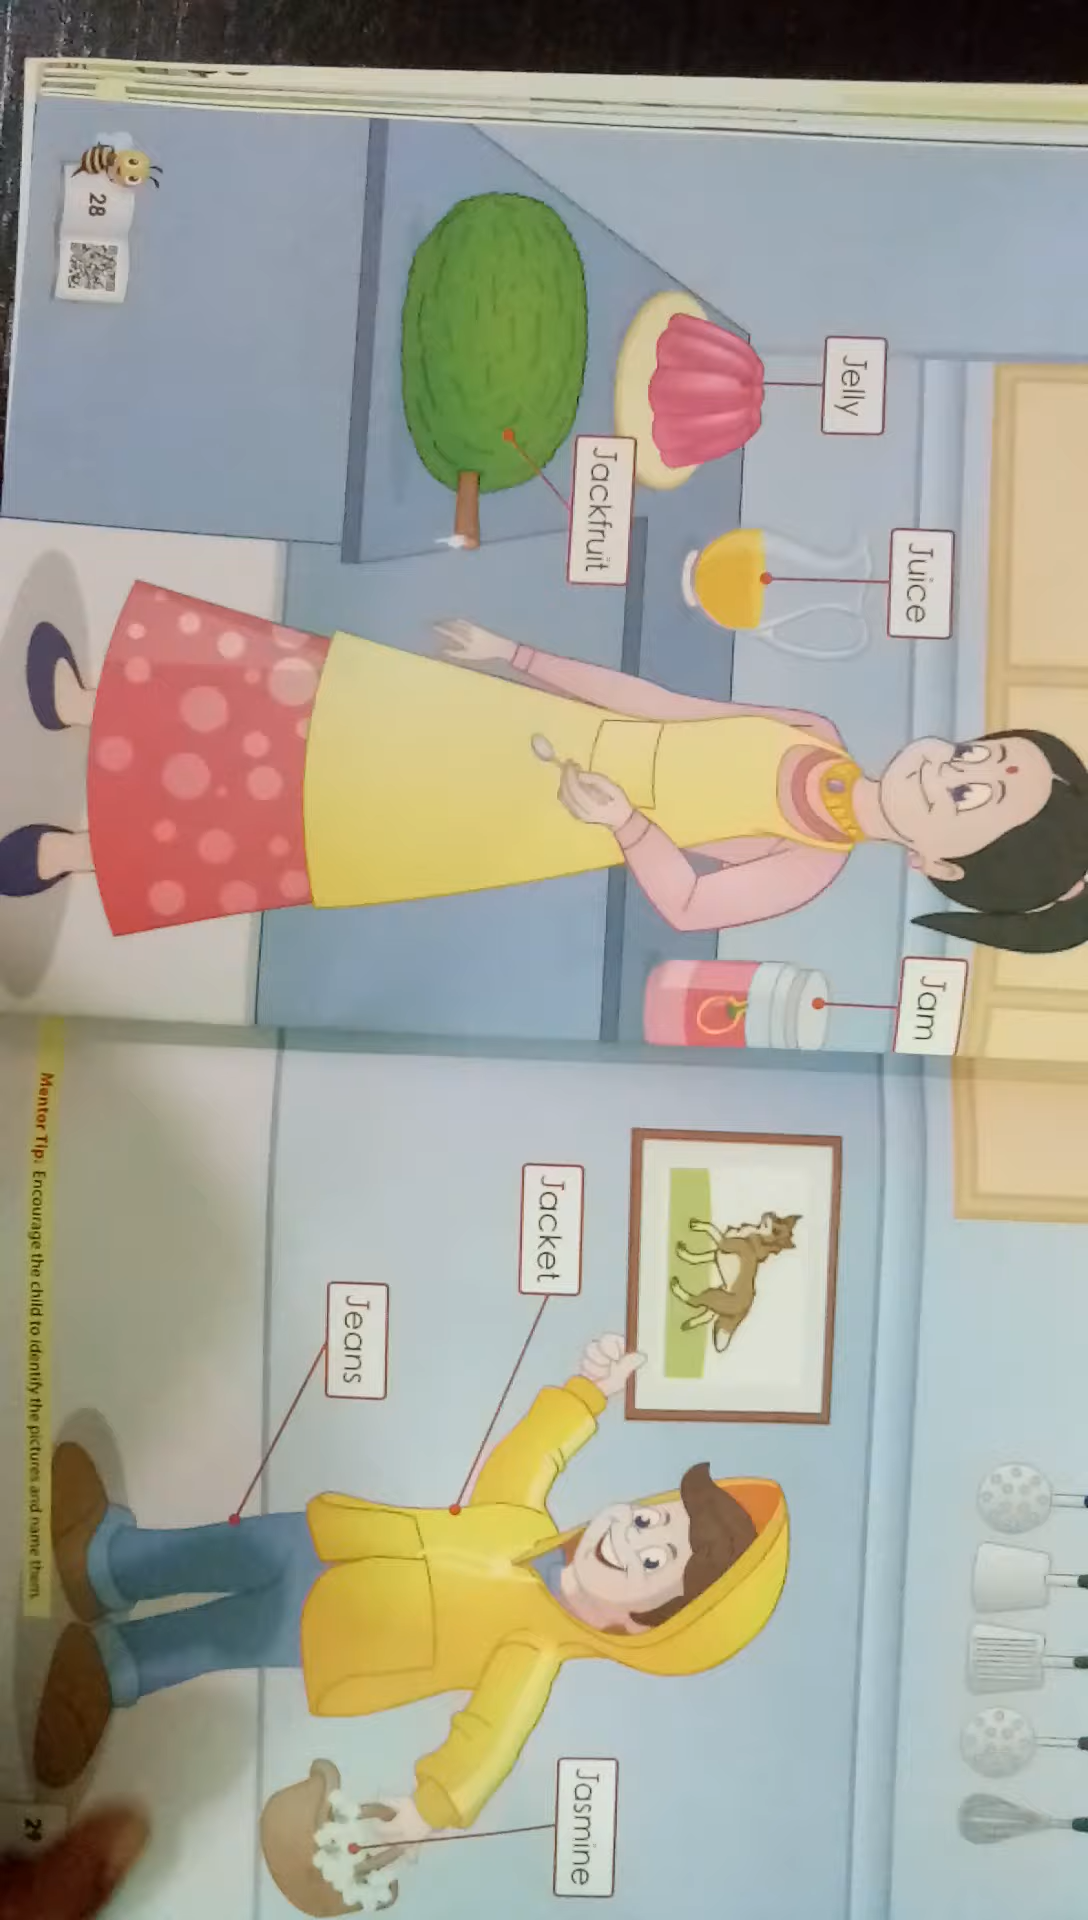 Jelly
Juice
Jackfruit
Jam
28
Jacket
Jeans
Jasmine
Mentor Tip: Encourage the child to identify the pictures and name them.
29